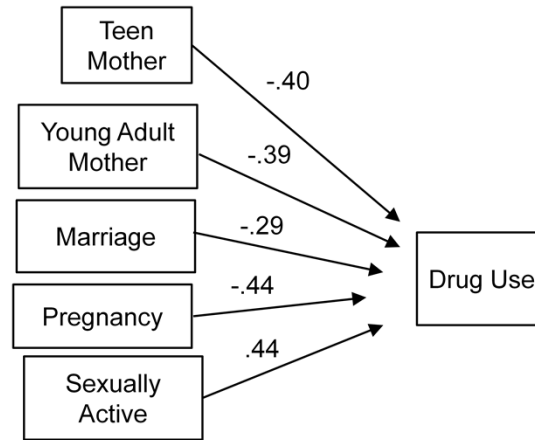 Teen
Mother
-.40
Young Adult
Mother
-.39
Marriage
-.29
Pregnancy
-.44
Sexually
Active
.44
Drug Use